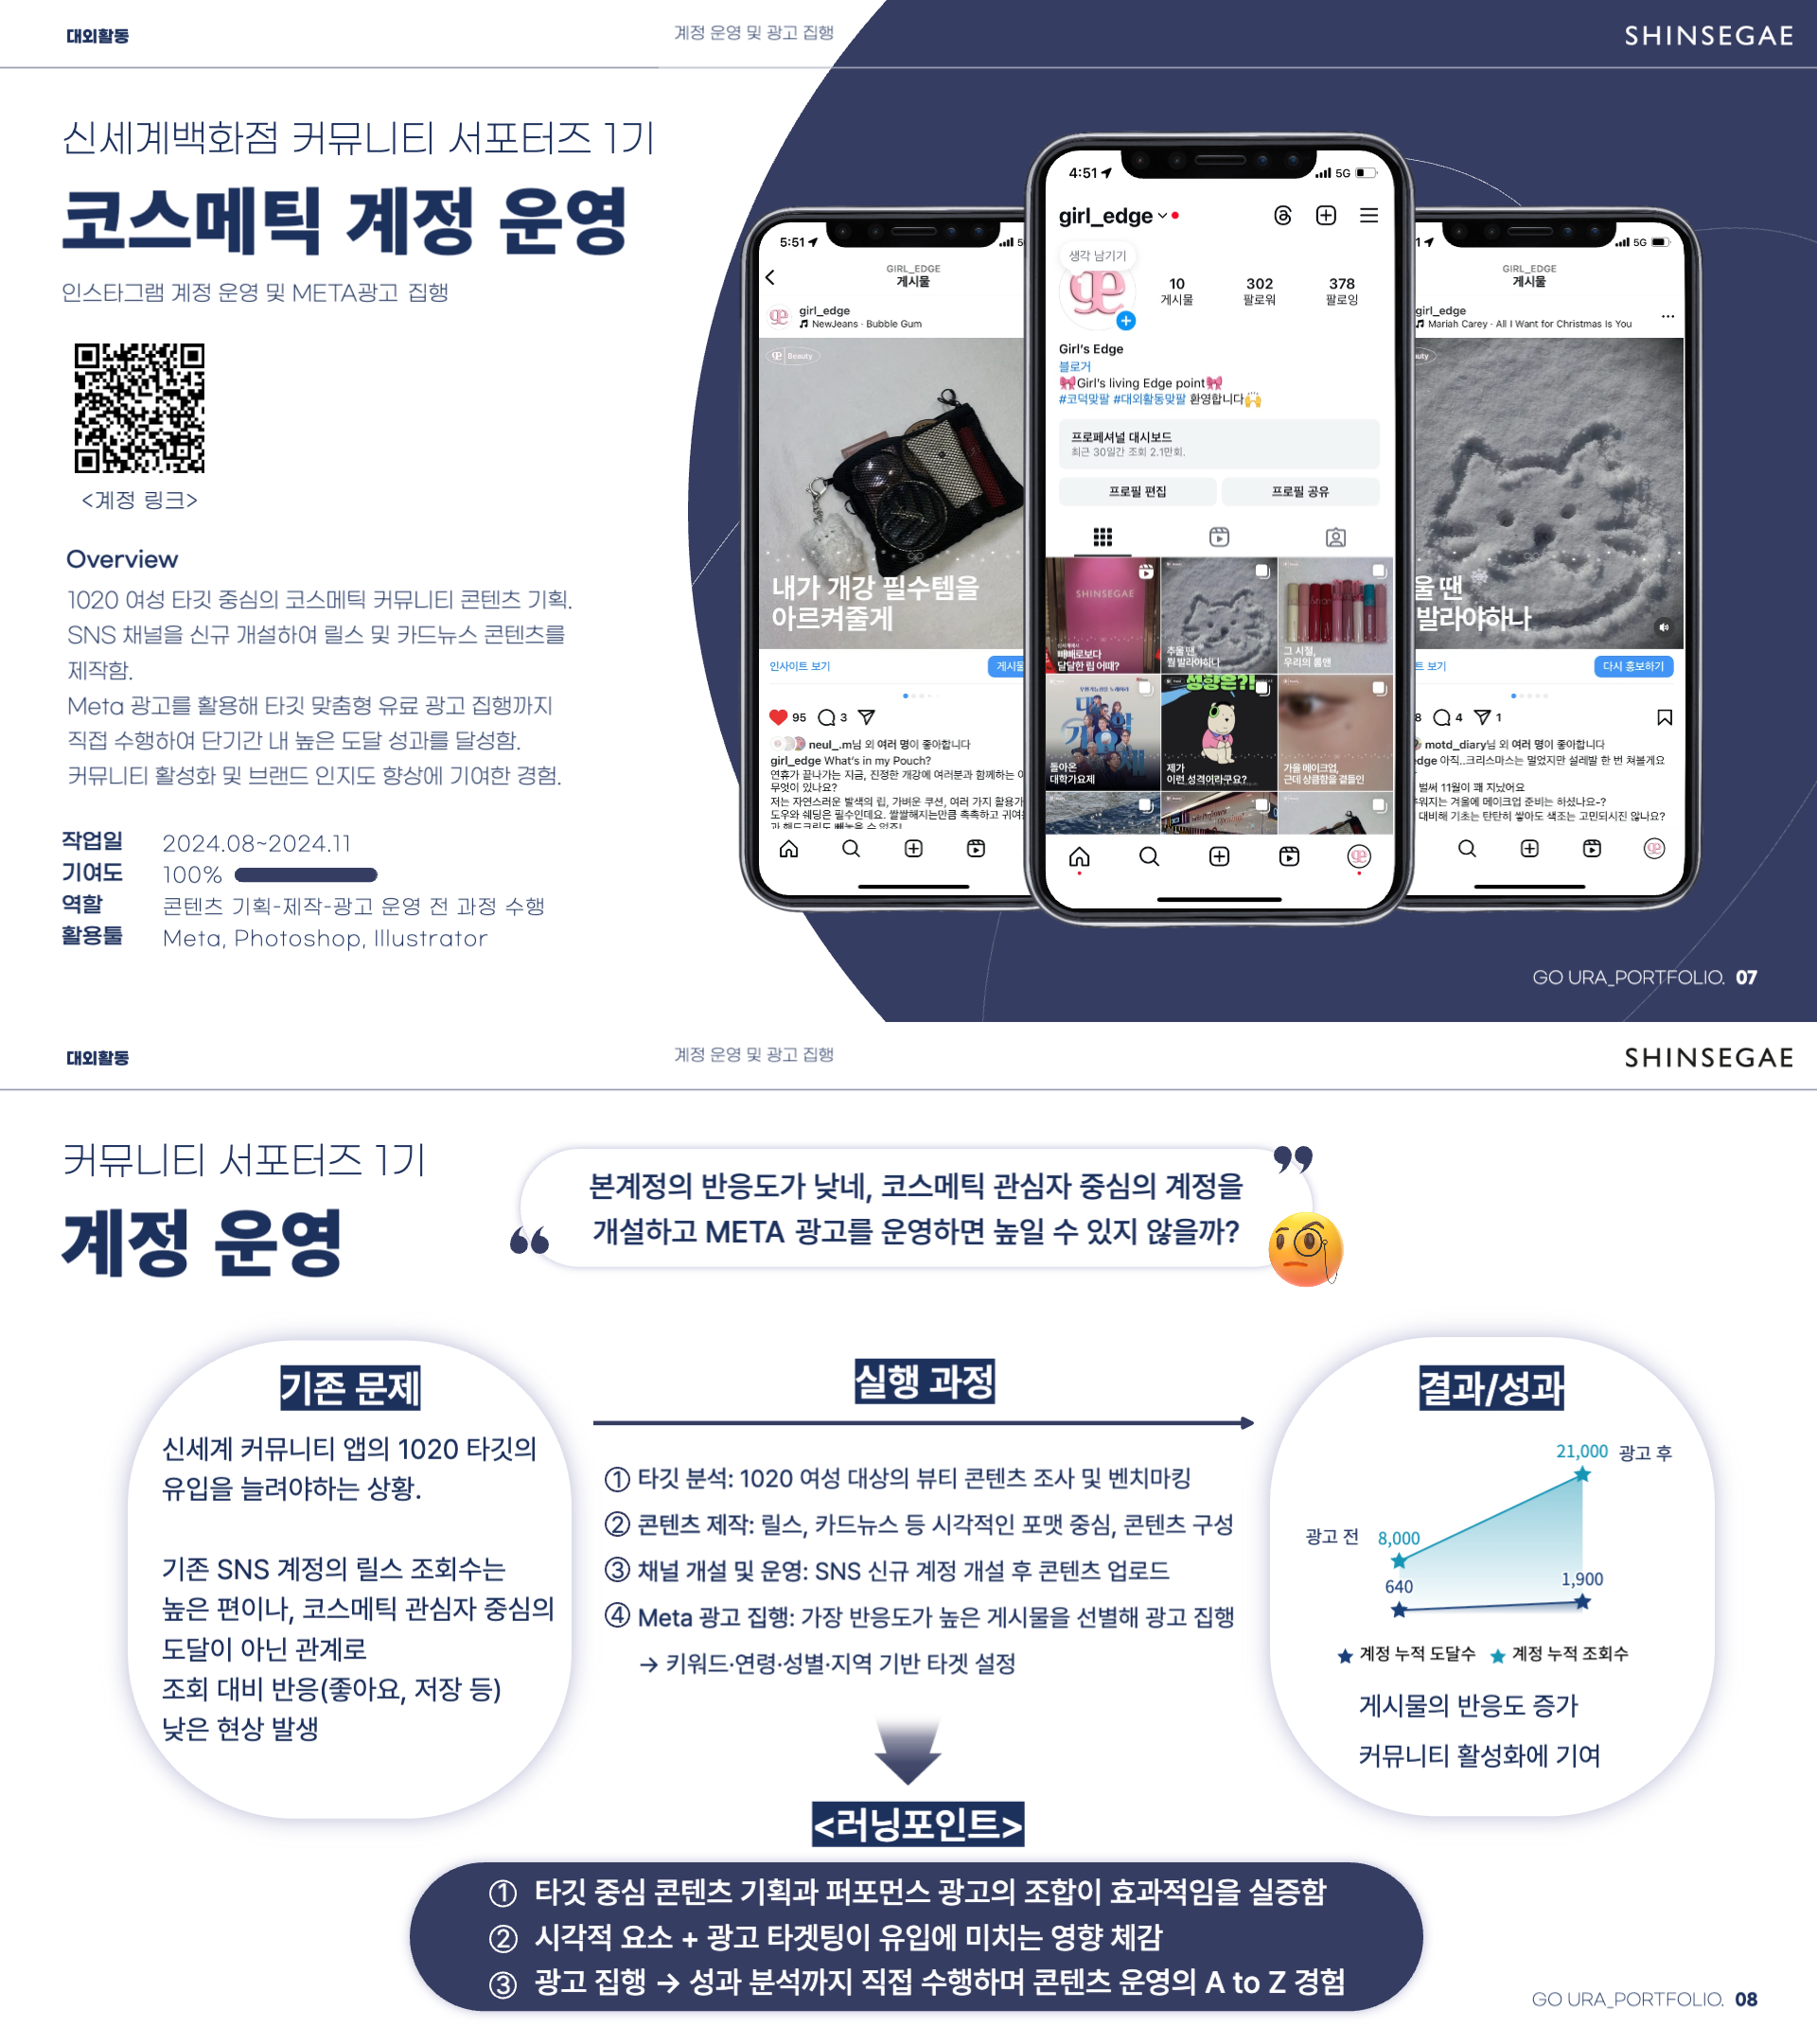 대외활동
계정 운영 및 광고 집행
SHINSEGAE
신세계백화점 커뮤니티 서포터즈 1기
코스메틱 계정 운영
인스타그램 계정 운영 및 META광고 집행
<계정 링크>
Overview
1020 여성 타깃 중심의 코스메틱 커뮤니티 콘텐츠 기획.
SNS 채널을 신규 개설하여 릴스 및 카드뉴스 콘텐츠를
제작함.
Meta 광고를 활용해 타깃 맞춤형 유료 광고 집행까지
직접 수행하여 단기간 내 높은 도달 성과를 달성함.
커뮤니티 활성화 및 브랜드 인지도 향상에 기여한 경험.
작업일 2024.08~2024.11
기여도 100%
역할 콘텐츠 기획-제작-광고 운영 전 과정 수행
활용툴 Meta, Photoshop, Illustrator
5:51
GIRL_EDGE
게시물
girl_edge
NewJeans · Bubble Gum
Beauty
내가 개강 필수템을
아르켜줄게
인사이트 보기
게시물
95 3
neul_.m님 외 여러 명이 좋아합니다
girl_edge What's in my Pouch?
연휴가 끝나가는 지금, 진정한 개강에 여러분과 함께하는
무엇이 있나요?
저는 자연스러운 발색의 립, 가벼운 쿠션, 여러 가지 활용가
도우와 쉐딩은 필수인데요. 쌀쌀해지는만큼 촉촉하고 귀여
4:51
5G
girl_edge
생각 남기기
10 302 378
게시물 팔로워 팔로잉
Girl's Edge
블로거
Girl's living Edge point
#코덕맞팔 #대외활동맞팔 환영합니다
프로페셔널 대시보드
최근 30일간 조회 2.1만회.
프로필 편집 프로필 공유
SHINSEGAE
빼빼로보다
달달한 립 어때?
추울 땐
뭘 발라야하나
그 시절,
우리의 롬앤
돌아온
대학가요제
성향은?!
제가
이런 성격이라구요?
가을 메이크업,
근데 상큼함을 곁들인
5G
GIRL_EDGE
게시물
girl_edge
Mariah Carey · All I Want for Christmas Is You
울 땐
발라야하나
트 보기
다시 홍보하기
8 4 1
motd_diary님 외 여러 명이 좋아합니다
edge 아직..크리스마스는 멀었지만 설레발 한 번 쳐볼게요
벌써 11월이 꽤 지났어요
워지는 겨울에 메이크업 준비는 하셨나요~?
대비해 기초는 탄탄히 쌓아도 색조는 고민되시진 않나요?
GO URA_PORTFOLIO. 07
대외활동
계정 운영 및 광고 집행
SHINSEGAE
커뮤니티 서포터즈 1기
계정 운영
본계정의 반응도가 낮네, 코스메틱 관심자 중심의 계정을
개설하고 META 광고를 운영하면 높일 수 있지 않을까?
기존 문제
신세계 커뮤니티 앱의 1020 타깃의
유입을 늘려야하는 상황.
기존 SNS 계정의 릴스 조회수는
높은 편이나, 코스메틱 관심자 중심의
도달이 아닌 관계로
조회 대비 반응(좋아요, 저장 등)
낮은 현상 발생
실행 과정
① 타깃 분석: 1020 여성 대상의 뷰티 콘텐츠 조사 및 벤치마킹
② 콘텐츠 제작: 릴스, 카드뉴스 등 시각적인 포맷 중심, 콘텐츠 구성
③ 채널 개설 및 운영: SNS 신규 계정 개설 후 콘텐츠 업로드
④ Meta 광고 집행: 가장 반응도가 높은 게시물을 선별해 광고 집행
→ 키워드·연령·성별·지역 기반 타겟 설정
결과/성과
21,000 광고 후
광고 전 8,000
640
1,900
계정 누적 도달수 계정 누적 조회수
게시물의 반응도 증가
커뮤니티 활성화에 기여
<러닝포인트>
① 타깃 중심 콘텐츠 기획과 퍼포먼스 광고의 조합이 효과적임을 실증함
② 시각적 요소 + 광고 타겟팅이 유입에 미치는 영향 체감
③ 광고 집행 → 성과 분석까지 직접 수행하며 콘텐츠 운영의 A to Z 경험
GO URA_PORTFOLIO. 08